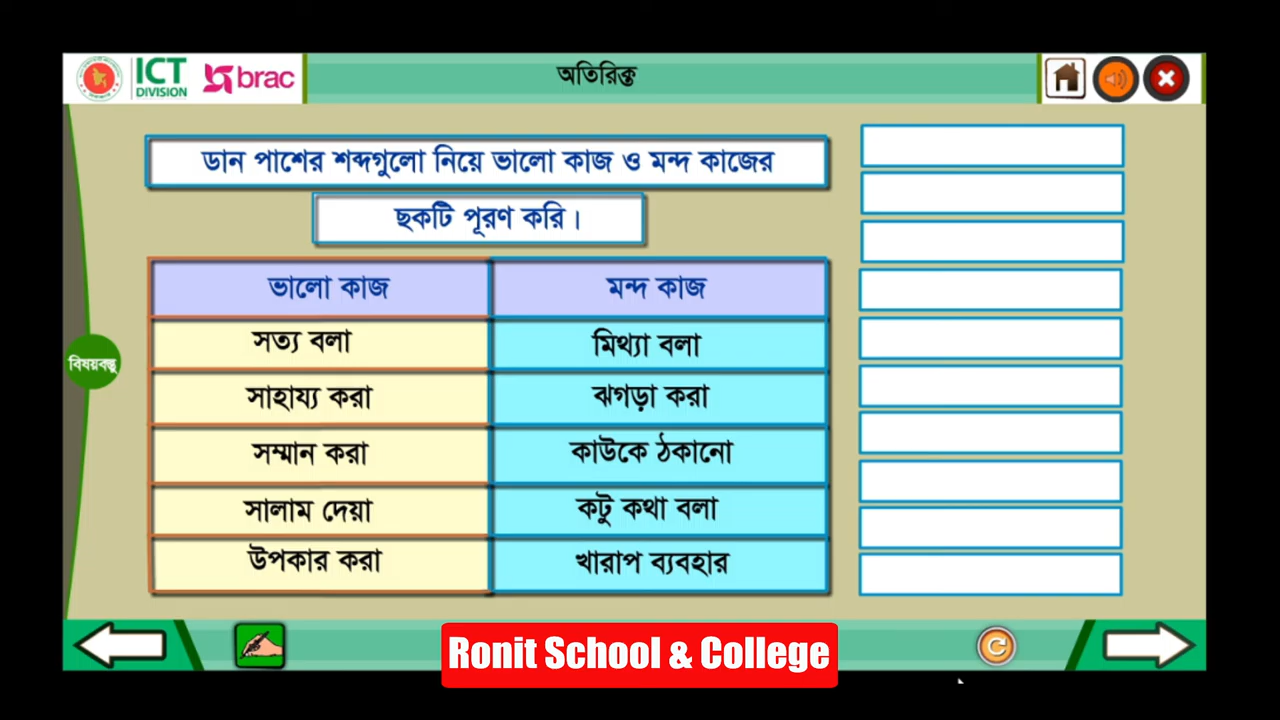 ICT
DIVISION
brac
অতিরিক্ত
ডান পাশের শব্দগুলো নিয়ে ভালো কাজ ও মন্দ কাজের
ছকটি পূরণ করি।
ভালো কাজ মন্দ কাজ
সত্য বলা মিথ্যা বলা
বিষয়বস্তু
সাহায্য করা ঝগড়া করা
সম্মান করা কাউকে ঠকানো
সালাম দেয়া কটু কথা বলা
উপকার করা খারাপ ব্যবহার
Ronit School & College